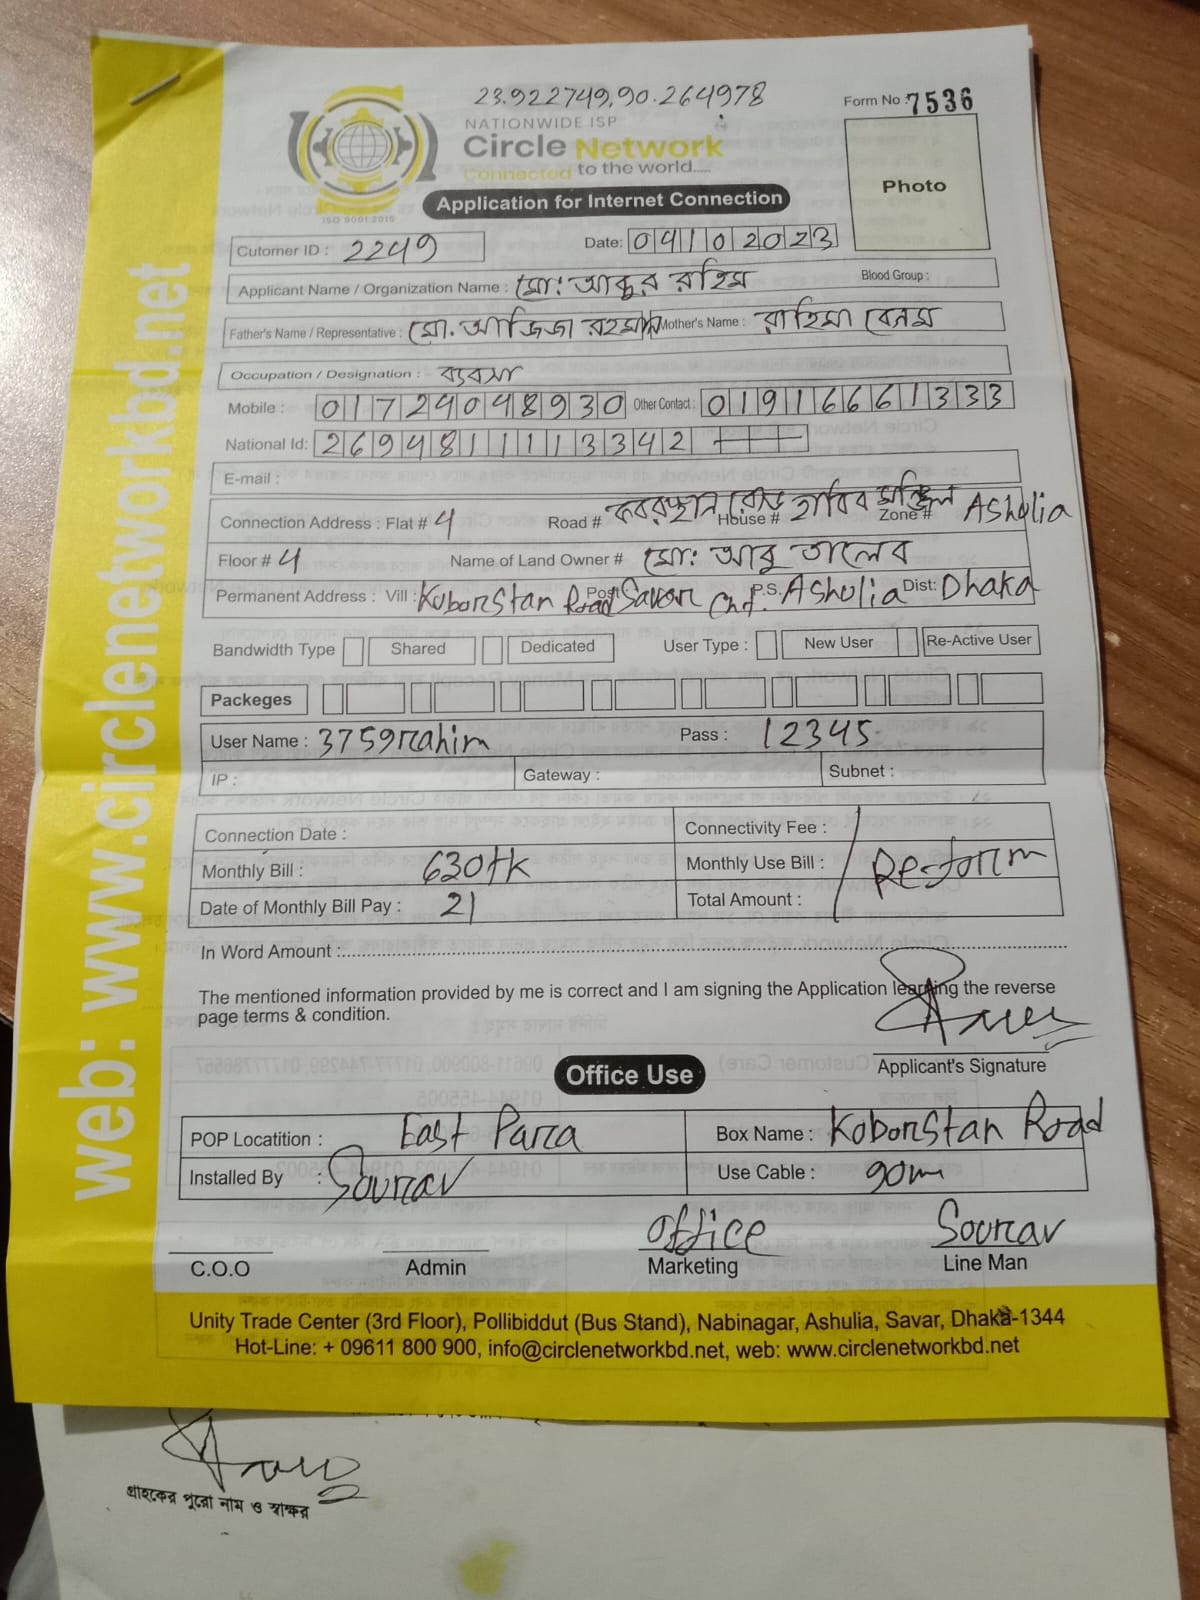 23.922749,90.264978
Form No : 7536
NATIONWIDE ISP
Circle Network
Connected to the world.....
ISO 9001:2015
Photo
Application for Internet Connection
Cutomer ID : 2249 Date: 04102023
Applicant Name / Organization Name : মো: আব্দুর রহিম Blood Group :
Father's Name / Representative : মো. আজিজ রহমান Mother's Name : রাহিমা বেগম
Occupation / Designation : ব্যবসা
Mobile : 01724048930 Other Contact : 01916661333
National Id: 2694811113342
E-mail :
Connection Address : Flat # 4 Road # কবরস্থান রোড House # হাবিব মঞ্জিল Zone # Ashulia
Floor # 4 Name of Land Owner # মো: আবু তালেব
Permanent Address : Vill : Koborstan Road Post Savar Cnt. P.S. Ashulia Dist: Dhaka
Bandwidth Type Shared Dedicated User Type : New User Re-Active User
Packeges
User Name : 3759rahim Pass : 12345
IP : Gateway : Subnet :
Connection Date : Connectivity Fee :
Monthly Bill : 630tk Monthly Use Bill : Re-form
Date of Monthly Bill Pay : 21 Total Amount :
In Word Amount :
The mentioned information provided by me is correct and I am signing the Application learning the reverse
page terms & condition.
Applicant's Signature
Office Use
POP Locatition : East Para Box Name : Koborstan Road
Installed By : Sourav Use Cable : 90m
Office Sourav
C.O.O Admin Marketing Line Man
Unity Trade Center (3rd Floor), Pollibiddut (Bus Stand), Nabinagar, Ashulia, Savar, Dhaka-1344
Hot-Line: + 09611 800 900, info@circlenetworkbd.net, web: www.circlenetworkbd.net
web: www.circlenetworkbd.net
গ্রাহকের পুরো নাম ও স্বাক্ষর